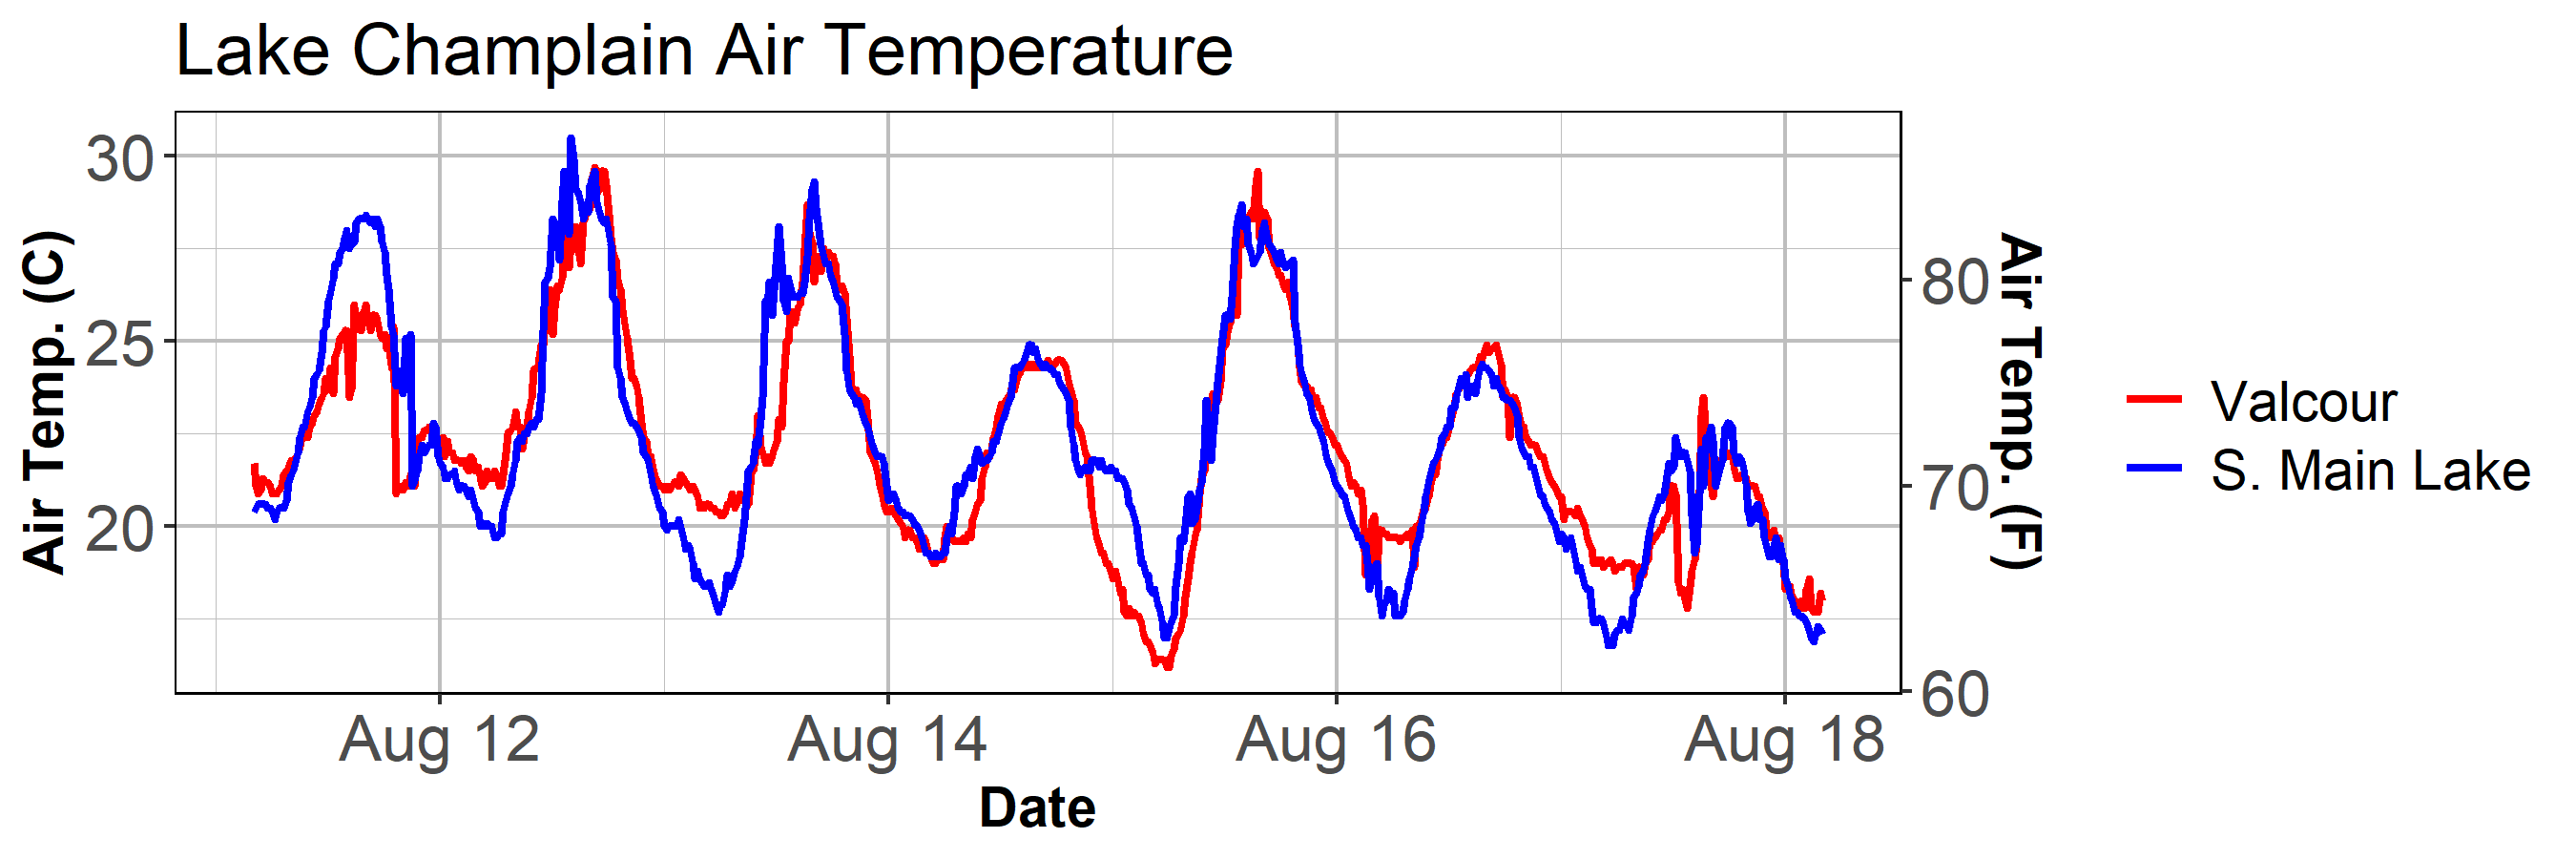 Lake Champlain Air Temperature
Air Temp. (C)
30
25
20
Aug 12
Aug 14
Aug 16
Aug 18
Date
80
70
60
Air Temp. (F)
Valcour
S. Main Lake